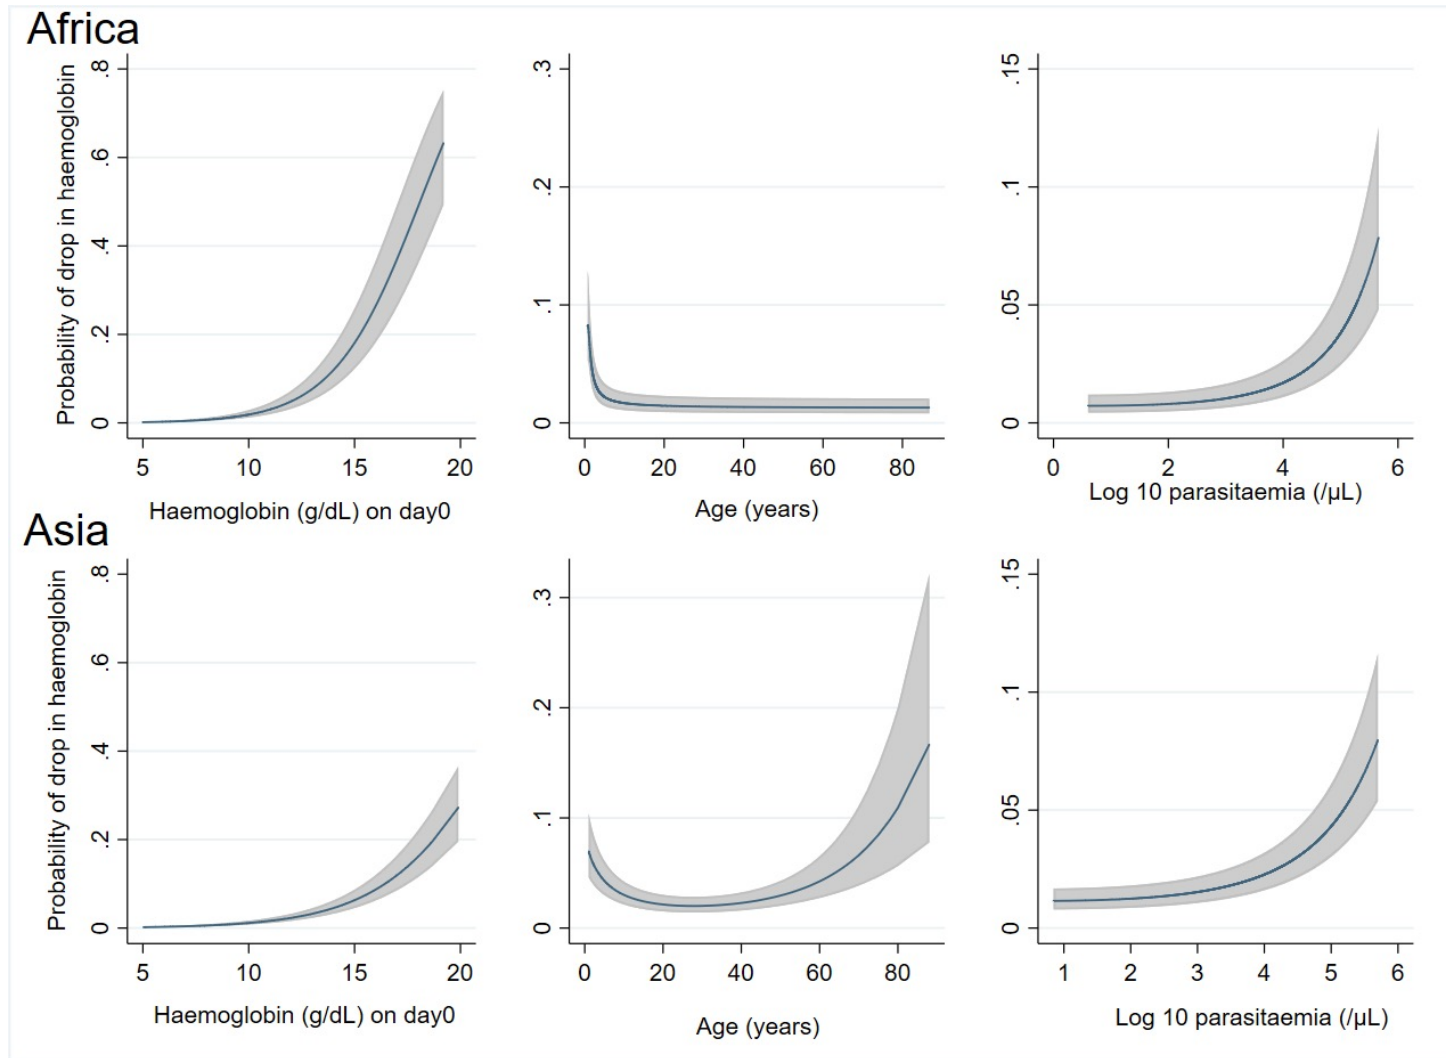 Africa
Probability of drop in haemoglobin
0 .2 .4 .6 .8
5 10 15 20
Haemoglobin (g/dL) on day0
0 .1 .2 .3
0 20 40 60 80
Age (years)
0 .05 .1 .15
0 2 4 6
Log 10 parasitaemia (/µL)
Asia
Probability of drop in haemoglobin
0 .2 .4 .6 .8
5 10 15 20
Haemoglobin (g/dL) on day0
0 .1 .2 .3
0 20 40 60 80
Age (years)
0 .05 .1 .15
1 2 3 4 5 6
Log 10 parasitaemia (/µL)